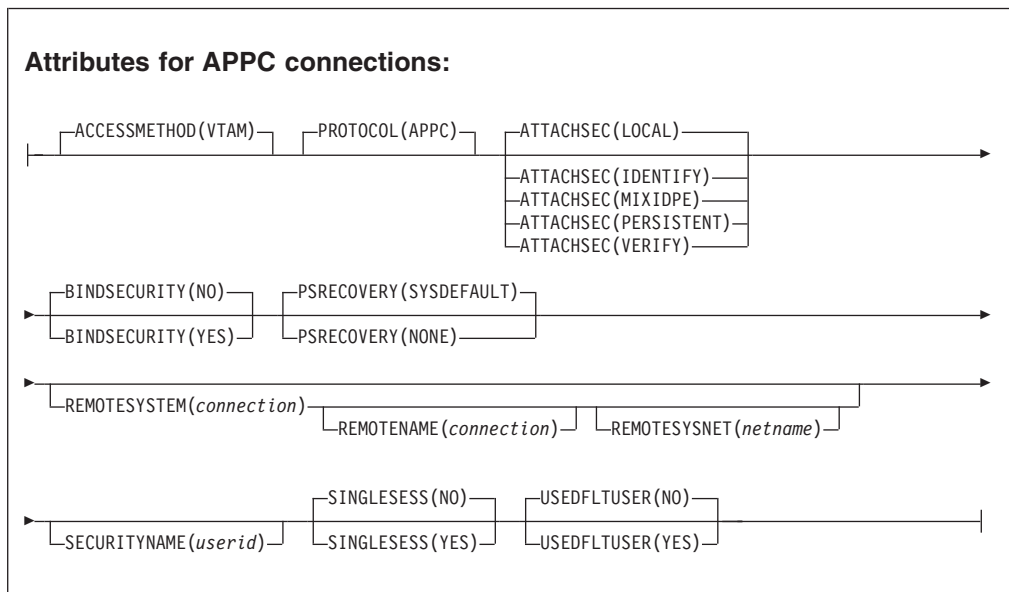 Attributes for APPC connections:
ACCESSMETHOD(VTAM) PROTOCOL(APPC) ATTACHSEC(LOCAL)
ATTACHSEC(IDENTIFY)
ATTACHSEC(MIXIDPE)
ATTACHSEC(PERSISTENT)
ATTACHSEC(VERIFY)
BINDSECURITY(NO) PSRECOVERY(SYSDEFAULT)
BINDSECURITY(YES) PSRECOVERY(NONE)
REMOTESYSTEM(connection)
REMOTENAME(connection) REMOTESYSNET(netname)
SINGLESESS(NO) USEDFLTUSER(NO)
SECURITYNAME(userid) SINGLESESS(YES) USEDFLTUSER(YES)